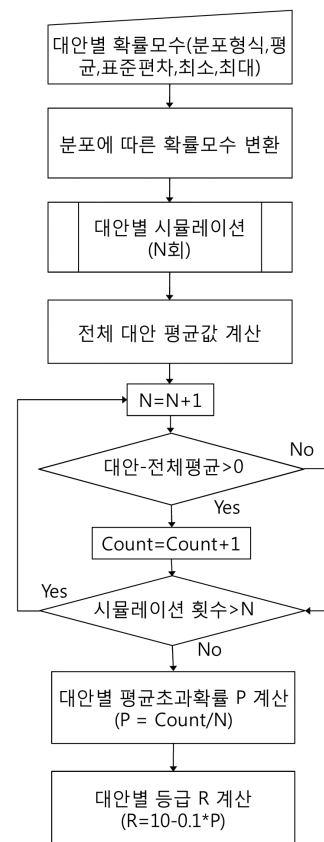 대안별 확률모수(분포형식,평
균,표준편차,최소,최대)
분포에 따른 확률모수 변환
대안별 시뮬레이션
(N회)
전체 대안 평균값 계산
N=N+1
대안-전체평균>0
No
Yes
Count=Count+1
Yes
시뮬레이션 횟수>N
No
대안별 평균초과확률 P 계산
(P = Count/N)
대안별 등급 R 계산
(R=10-0.1*P)